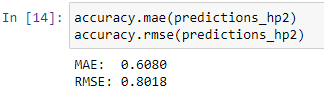 In [14]: accuracy.mae(predictions_hp2)
accuracy.rmse(predictions_hp2)
MAE:  0.6080
RMSE: 0.8018